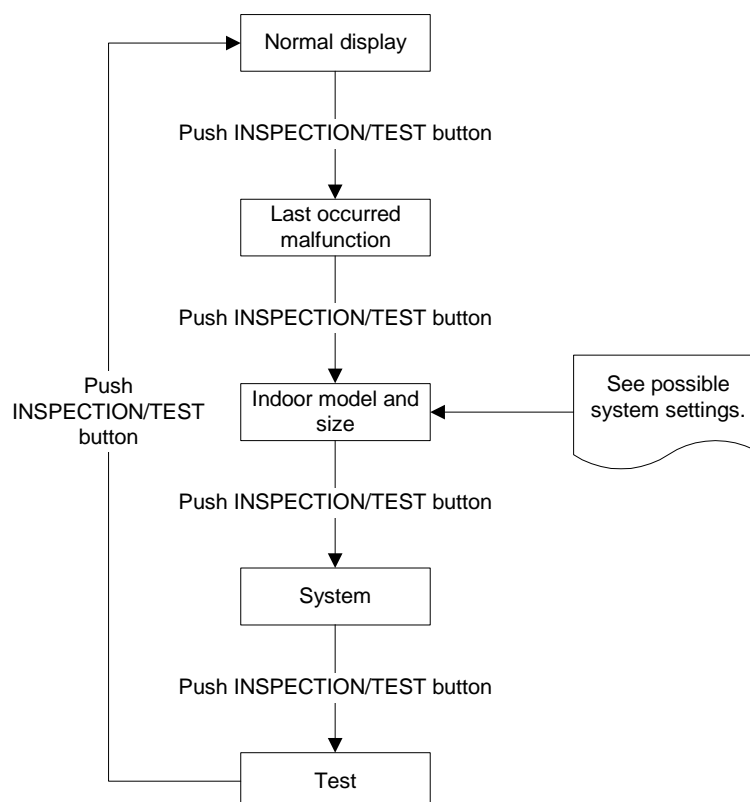 Normal display
Push INSPECTION/TEST button
Last occurred
malfunction
Push INSPECTION/TEST button
Indoor model and
size
See possible
system settings.
Push
INSPECTION/TEST
button
Push INSPECTION/TEST button
System
Push INSPECTION/TEST button
Test